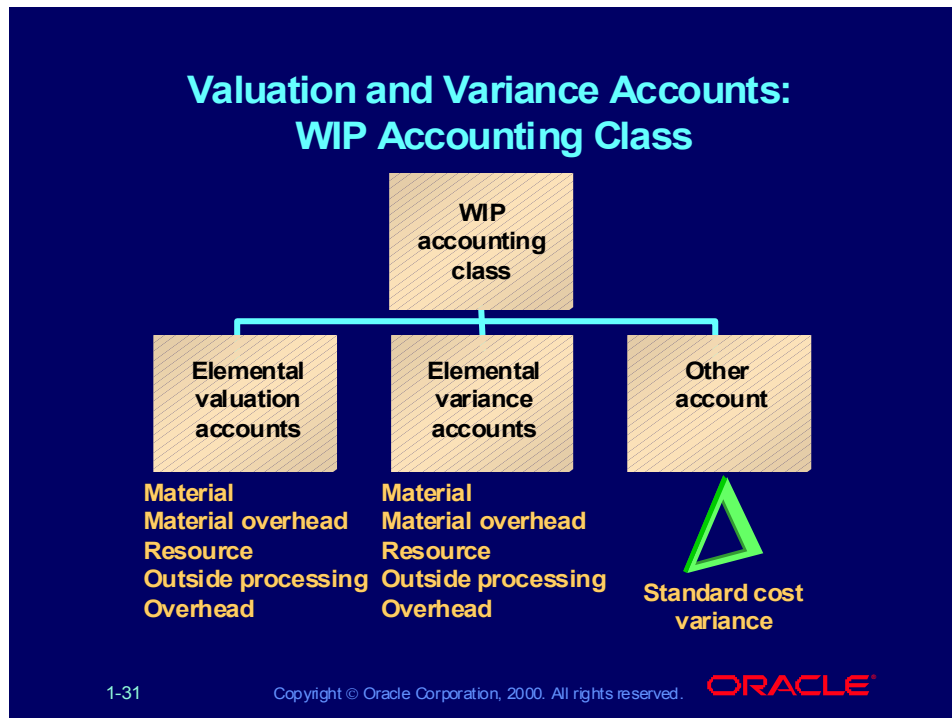 Valuation and Variance Accounts:
WIP Accounting Class
WIP
accounting
class
Elemental
valuation
accounts
Elemental
variance
accounts
Other
account
Material
Material overhead
Resource
Outside processing
Overhead
Material
Material overhead
Resource
Outside processing
Overhead
Standard cost
variance
1-31
Copyright © Oracle Corporation, 2000. All rights reserved.
ORACLE®